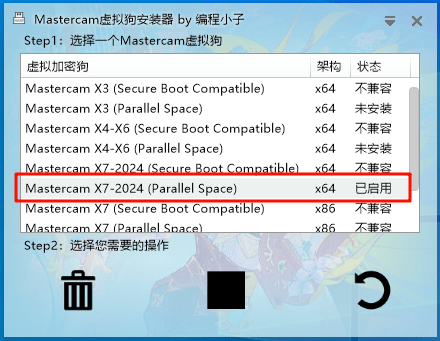 Mastercam虚拟狗安装器 by 编程小子
Step1：选择一个Mastercam虚拟狗
虚拟加密狗 架构 状态
Mastercam X3 (Secure Boot Compatible) x64 不兼容
Mastercam X3 (Parallel Space) x64 未安装
Mastercam X4-X6 (Secure Boot Compatible) x64 不兼容
Mastercam X4-X6 (Parallel Space) x64 未安装
Mastercam X7-2024 (Secure Boot Compatible) x64 不兼容
Mastercam X7-2024 (Parallel Space) x64 已启用
Mastercam X7 (Secure Boot Compatible) x86 不兼容
Mastercam X7 (Parallel Space) x86 不兼容
Step2：选择您需要的操作